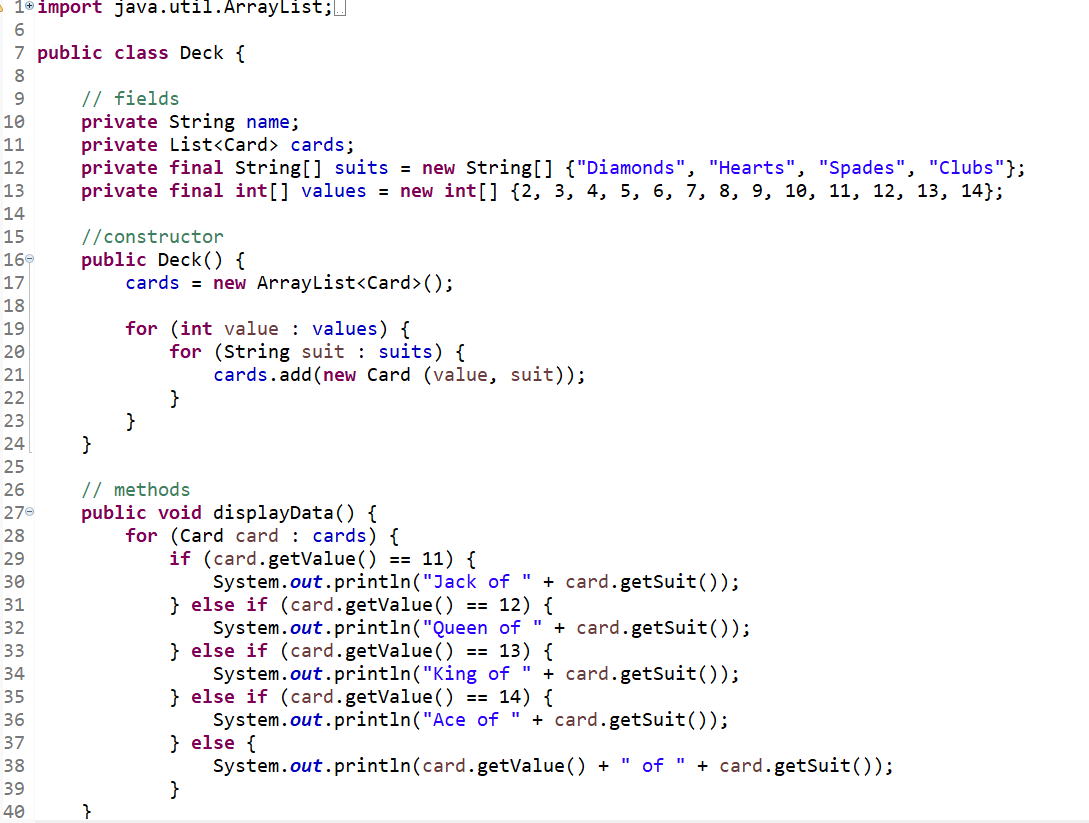 1 import java.util.ArrayList;
6
7 public class Deck {
8
9     // fields
10     private String name;
11     private List<Card> cards;
12     private final String[] suits = new String[] {"Diamonds", "Hearts", "Spades", "Clubs"};
13     private final int[] values = new int[] {2, 3, 4, 5, 6, 7, 8, 9, 10, 11, 12, 13, 14};
14
15     //constructor
16     public Deck() {
17         cards = new ArrayList<Card>();
18
19         for (int value : values) {
20             for (String suit : suits) {
21                 cards.add(new Card (value, suit));
22             }
23         }
24     }
25
26     // methods
27     public void displayData() {
28         for (Card card : cards) {
29             if (card.getValue() == 11) {
30                 System.out.println("Jack of " + card.getSuit());
31             } else if (card.getValue() == 12) {
32                 System.out.println("Queen of " + card.getSuit());
33             } else if (card.getValue() == 13) {
34                 System.out.println("King of " + card.getSuit());
35             } else if (card.getValue() == 14) {
36                 System.out.println("Ace of " + card.getSuit());
37             } else {
38                 System.out.println(card.getValue() + " of " + card.getSuit());
39             }
40     }